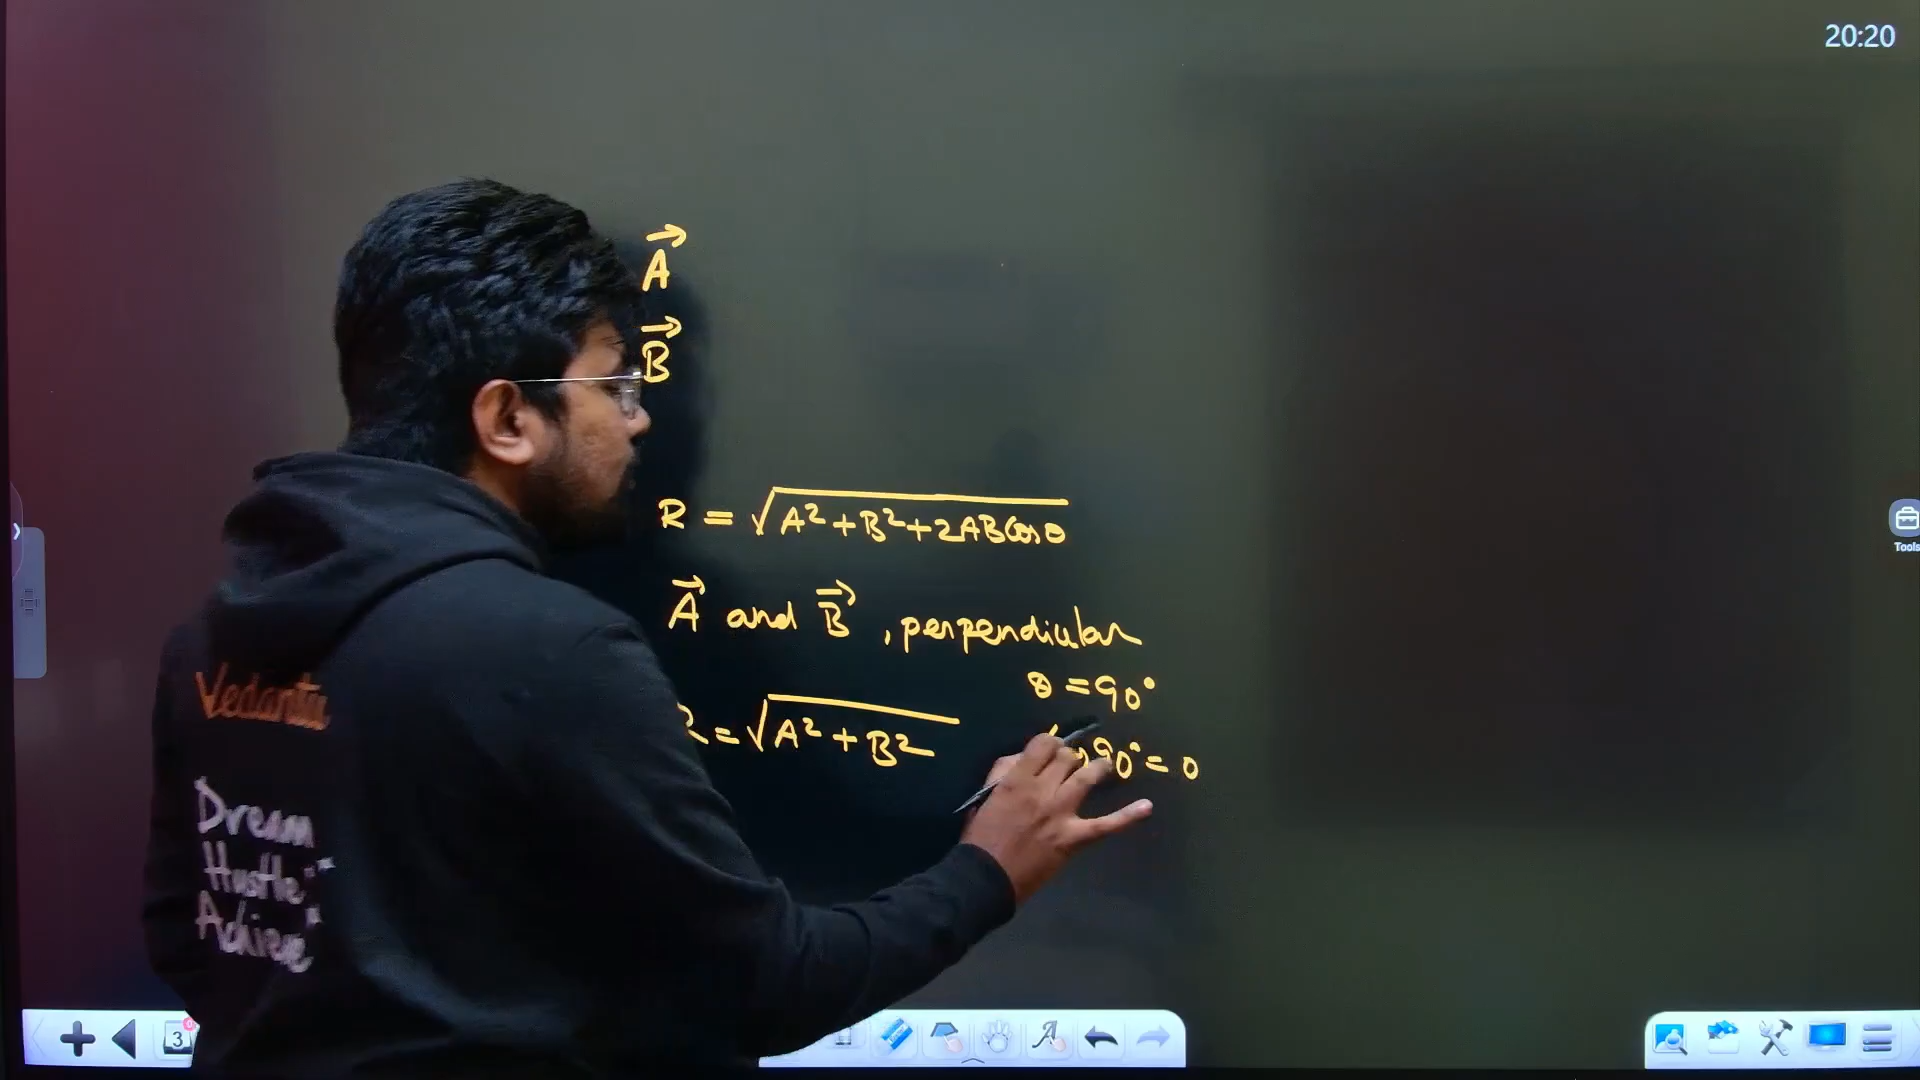 20:20
A⃗
B⃗
R = √A²+B²+2ABCosθ
A⃗ and B⃗, perpendicular
θ = 90°
R = √A² + B²
90° = 0
Vedantu
Dream
Hustle
Achieve
Tools
3